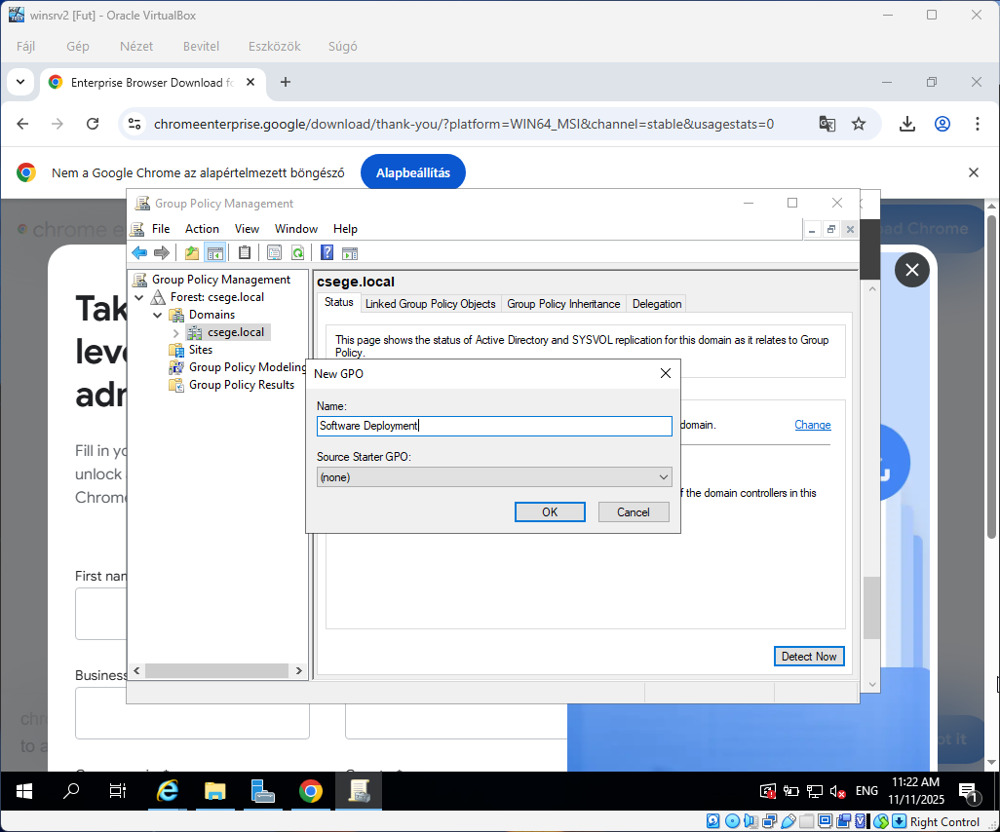 winsrv2 [Fut] - Oracle VirtualBox
Fájl Gép Nézet Bevitel Eszközök Súgó
Enterprise Browser Download fo
chromeenterprise.google/download/thank-you/?platform=WIN64_MSI&channel=stable&usagestats=0
Nem a Google Chrome az alapértelmezett böngésző
Alapbeállítás
chrome e
ad Chrome
Group Policy Management
File Action View Window Help
Group Policy Management
Forest: csege.local
Domains
csege.local
Sites
Group Policy Modeling
Group Policy Results
csege.local
Status Linked Group Policy Objects Group Policy Inheritance Delegation
This page shows the status of Active Directory and SYSVOL replication for this domain as it relates to Group
Policy.
domain.
Change
f the domain controllers in this
Detect Now
New GPO
Name:
Software Deployment
Source Starter GPO:
(none)
OK Cancel
Tak
leve
adr
Fill in yo
unlock
Chrome
First nam
Business
chr
to a
t it
ENG
11:22 AM
11/11/2025
1
Right Control